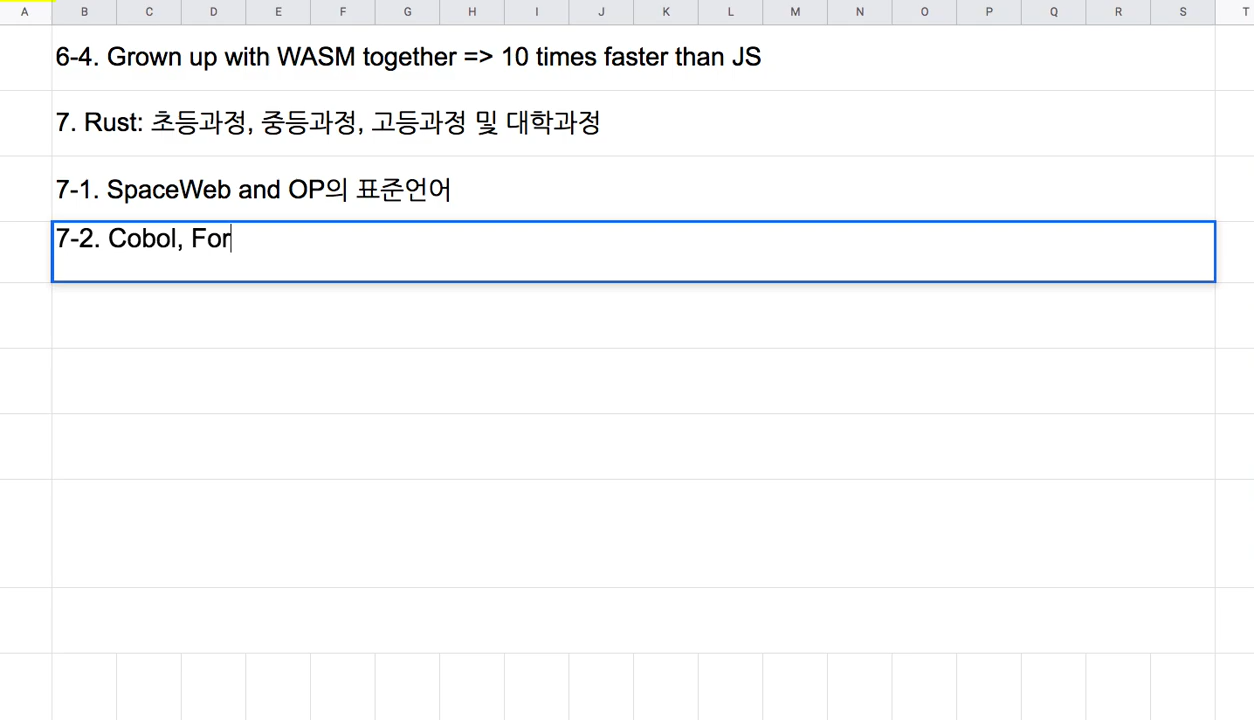 A B C D E F G H I J K L M N O P Q R S T
6-4. Grown up with WASM together => 10 times faster than JS
7. Rust: 초등과정, 중등과정, 고등과정 및 대학과정
7-1. SpaceWeb and OP의 표준언어
7-2. Cobol, For